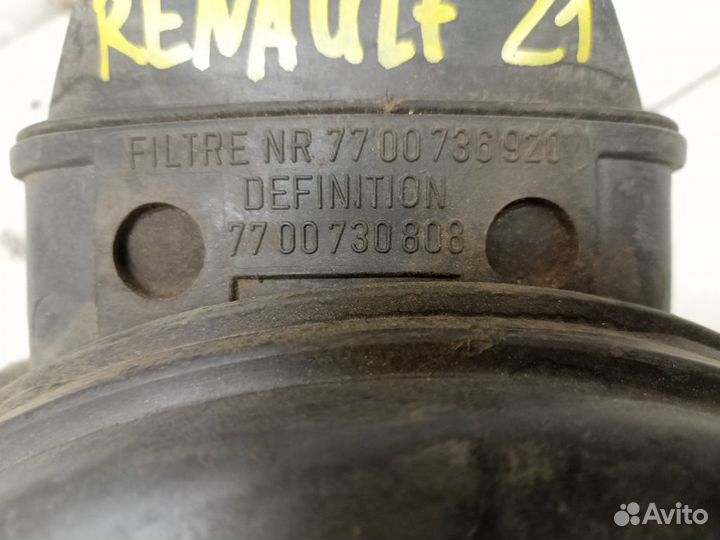 RENAULT 21
FILTRE NR 77 00 736 920
DEFINITION
77 00 730 808
Avito